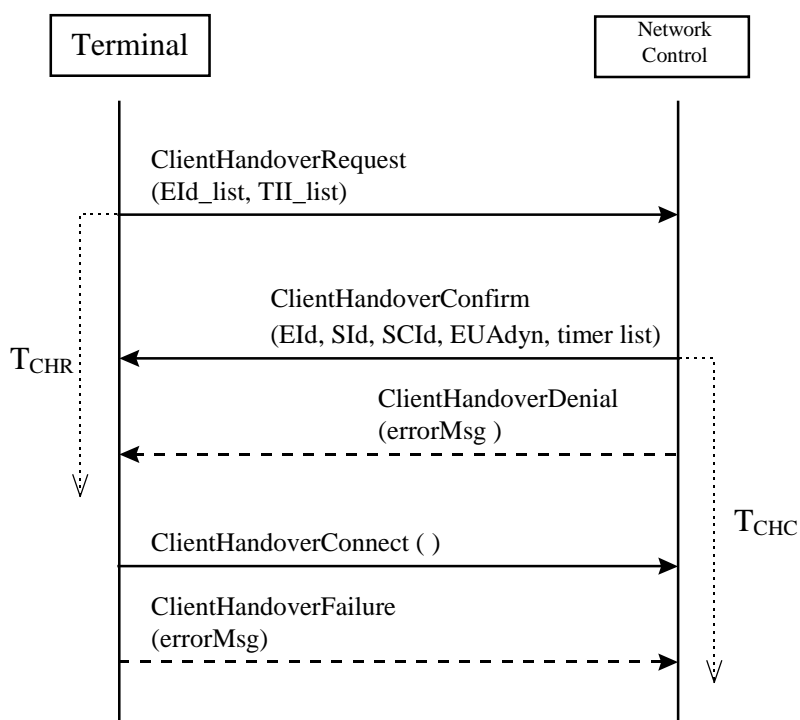 Terminal
Network
Control
ClientHandoverRequest
(EId_list, TII_list)
ClientHandoverConfirm
(EId, SId, SCId, EUAdyn, timer list)
TCHR
ClientHandoverDenial
(errorMsg )
TCHC
ClientHandoverConnect ( )
ClientHandoverFailure
(errorMsg)